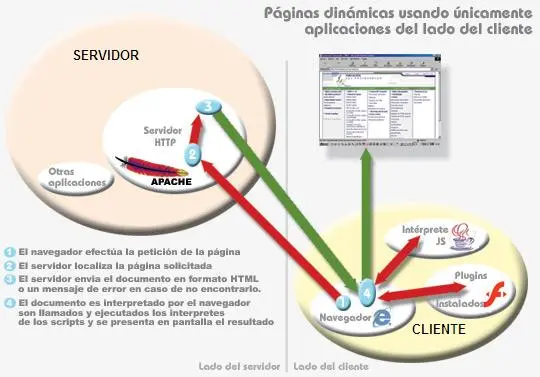 Páginas dinámicas usando únicamente
aplicaciones del lado del cliente
SERVIDOR
3
Servidor
HTTP
2
APACHE
Otras
aplicaciones
Intérprete
JS
Plugins
Instalados
1
4
Navegador
CLIENTE
1 El navegador efectúa la petición de la página
2 El servidor localiza la página solicitada
3 El servidor envia el documento en formato HTML
o un mensaje de error en caso de no encontrarlo.
4 El documento es interpretado por el navegador
son llamados y ejecutados los interpretes
de los scripts y se presenta en pantalla el resultado
Lado del servidor
Lado del cliente